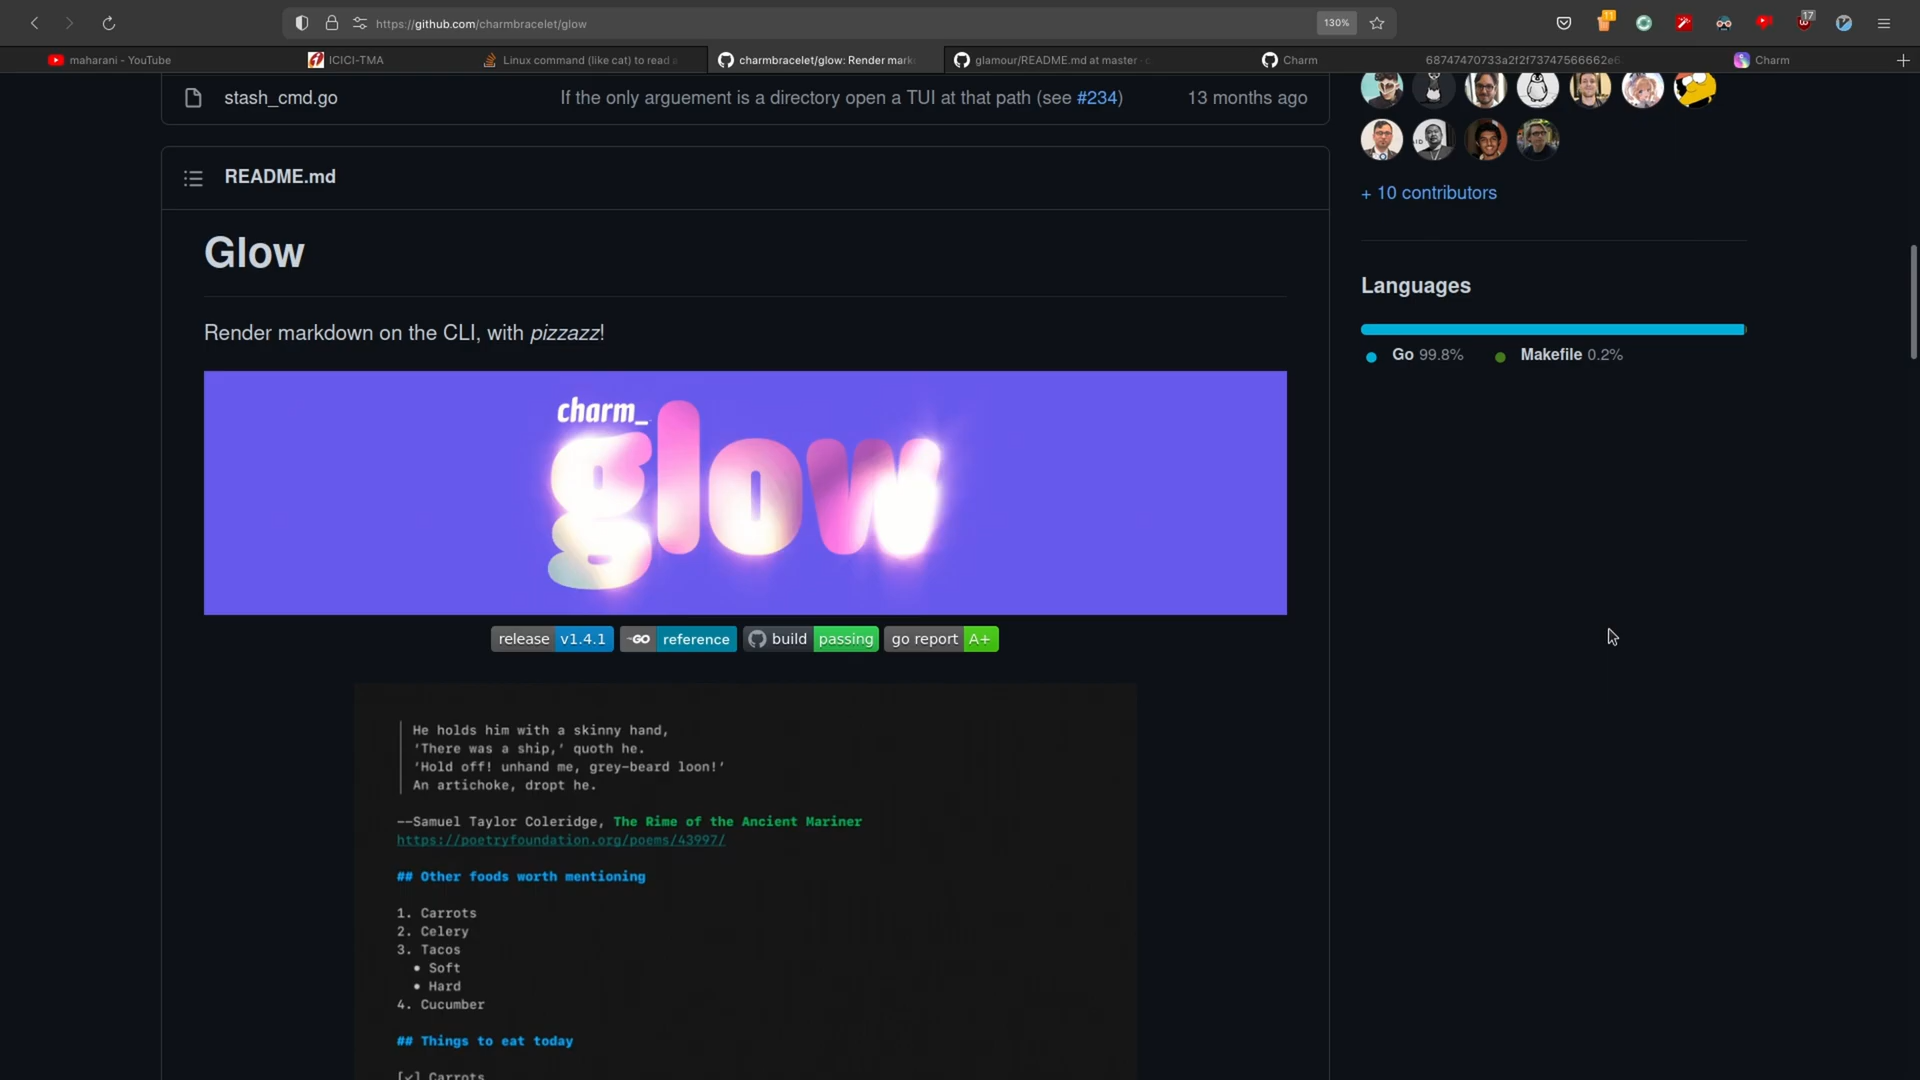 https://github.com/charmbracelet/glow
130%
11
17
maharani - YouTube
ICICI-TMA
Linux command (like cat) to read a
charmbracelet/glow: Render mark
glamour/README.md at master · c
Charm
68747470733a2f2f73747566662e6
Charm
stash_cmd.go
If the only arguement is a directory open a TUI at that path (see #234)
13 months ago
+ 10 contributors
README.md
Glow
Languages
Render markdown on the CLI, with pizzazz!
Go 99.8%
Makefile 0.2%
charm_
glow
release v1.4.1
GO reference
build passing
go report A+
He holds him with a skinny hand,
‘There was a ship,’ quoth he.
‘Hold off! unhand me, grey-beard loon!’
An artichoke, dropt he.
--Samuel Taylor Coleridge, The Rime of the Ancient Mariner
https://poetryfoundation.org/poems/43997/
## Other foods worth mentioning
1. Carrots
2. Celery
3. Tacos
• Soft
• Hard
4. Cucumber
## Things to eat today
[✓] Carrots